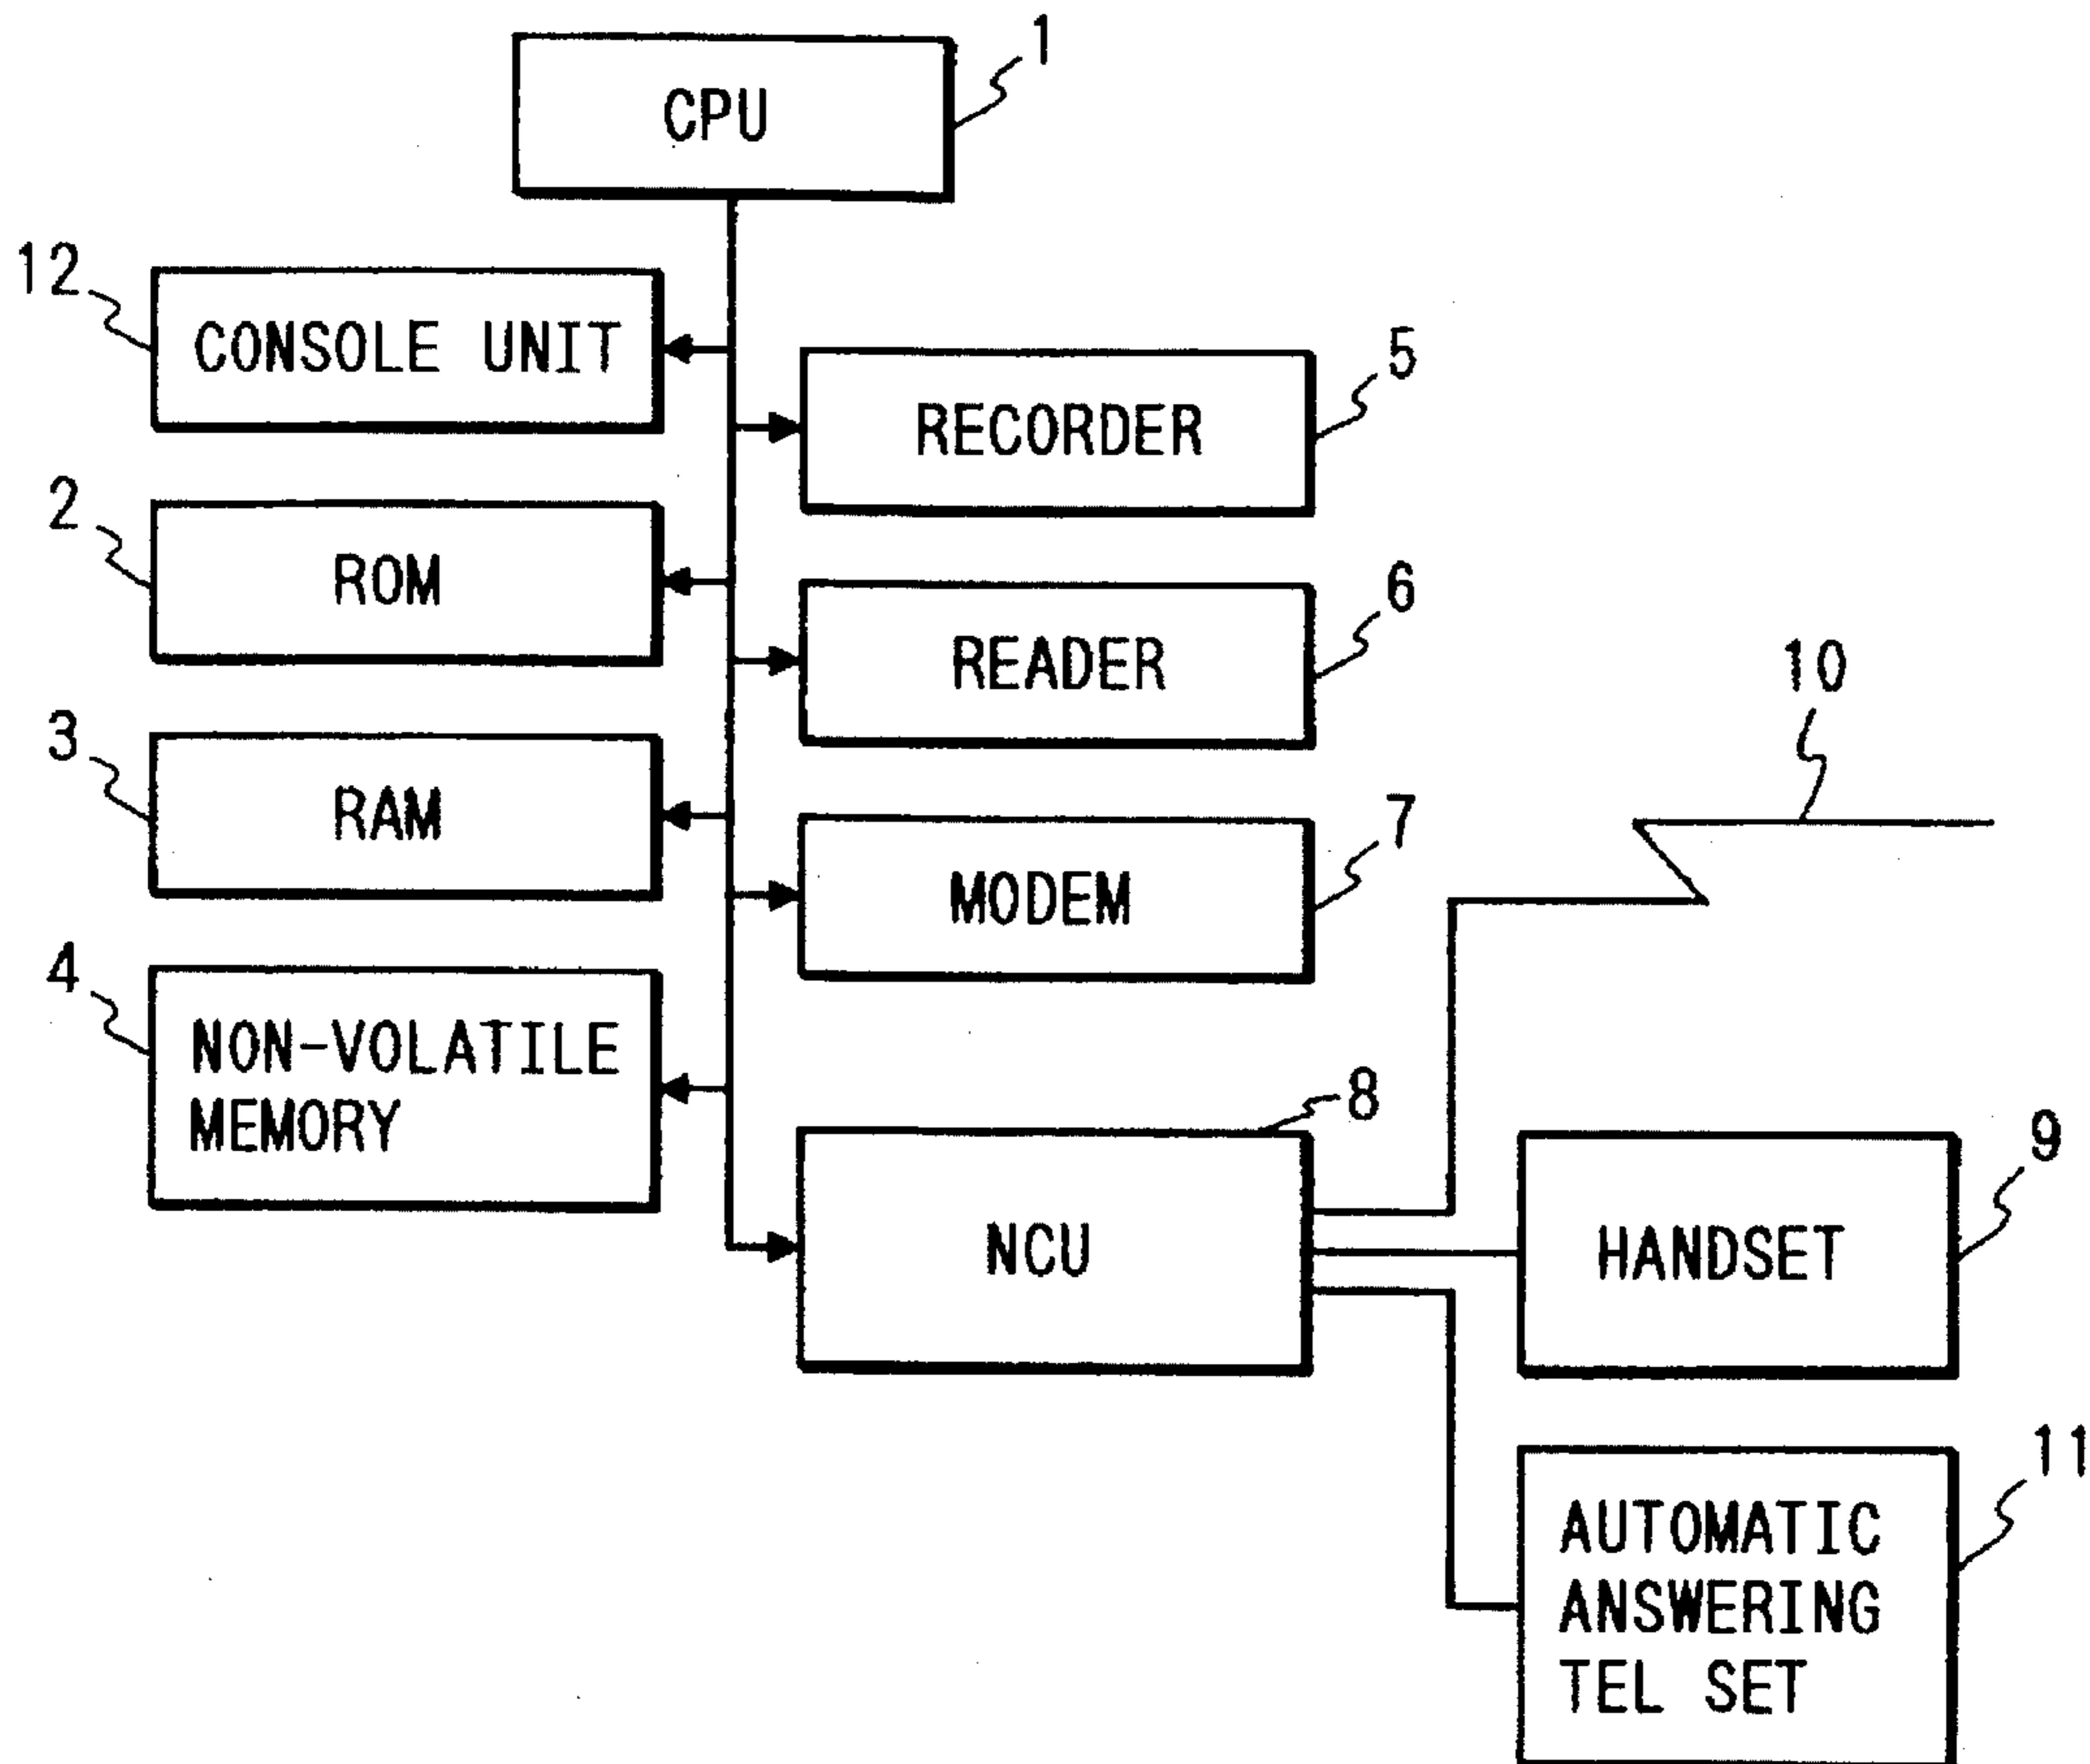 CPU
1
12
CONSOLE UNIT
5
RECORDER
2
ROM
6
READER
10
3
RAM
7
MODEM
4
NON-VOLATILE
MEMORY
8
NCU
9
HANDSET
11
AUTOMATIC
ANSWERING
TEL SET